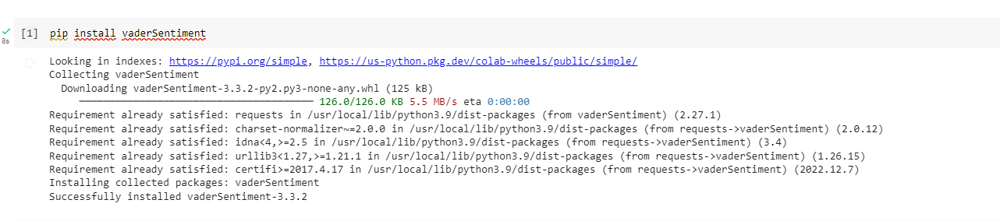 [1] pip install vaderSentiment
8s
Looking in indexes: https://pypi.org/simple, https://us-python.pkg.dev/colab-wheels/public/simple/
Collecting vaderSentiment
Downloading vaderSentiment-3.3.2-py2.py3-none-any.whl (125 kB)
126.0/126.0 KB 5.5 MB/s eta 0:00:00
Requirement already satisfied: requests in /usr/local/lib/python3.9/dist-packages (from vaderSentiment) (2.27.1)
Requirement already satisfied: charset-normalizer~=2.0.0 in /usr/local/lib/python3.9/dist-packages (from requests->vaderSentiment) (2.0.12)
Requirement already satisfied: idna<4,>=2.5 in /usr/local/lib/python3.9/dist-packages (from requests->vaderSentiment) (3.4)
Requirement already satisfied: urllib3<1.27,>=1.21.1 in /usr/local/lib/python3.9/dist-packages (from requests->vaderSentiment) (1.26.15)
Requirement already satisfied: certifi>=2017.4.17 in /usr/local/lib/python3.9/dist-packages (from requests->vaderSentiment) (2022.12.7)
Installing collected packages: vaderSentiment
Successfully installed vaderSentiment-3.3.2